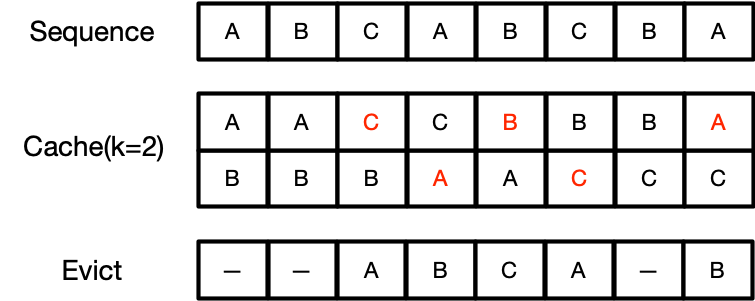 Sequence A B C A B C B A
A A C C B B B A
Cache(k=2)
B B B A A C C C
Evict – – A B C A – B